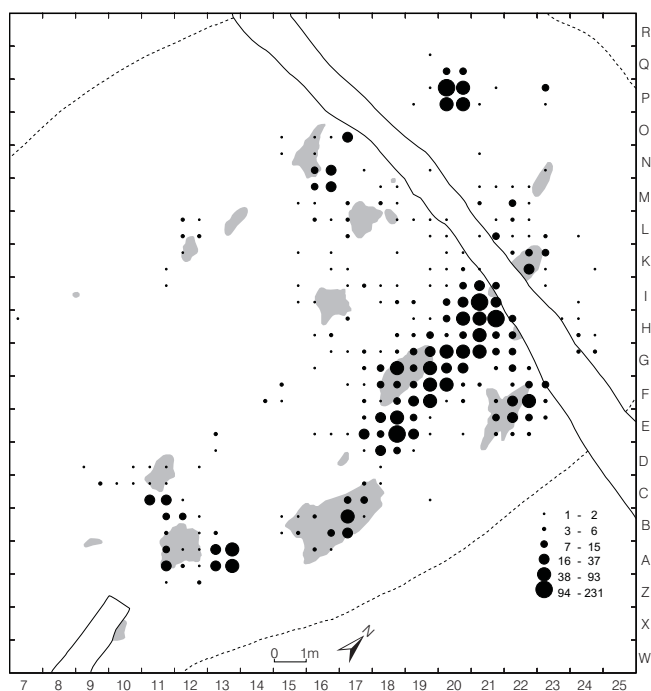 R
Q
P
O
N
M
L
K
I
H
G
F
E
D
C
B
A
Z
X
W
1 - 2
3 - 6
7 - 15
16 - 37
38 - 93
94 - 231
N
0 1m
7 8 9 10 11 12 13 14 15 16 17 18 19 20 21 22 23 24 25